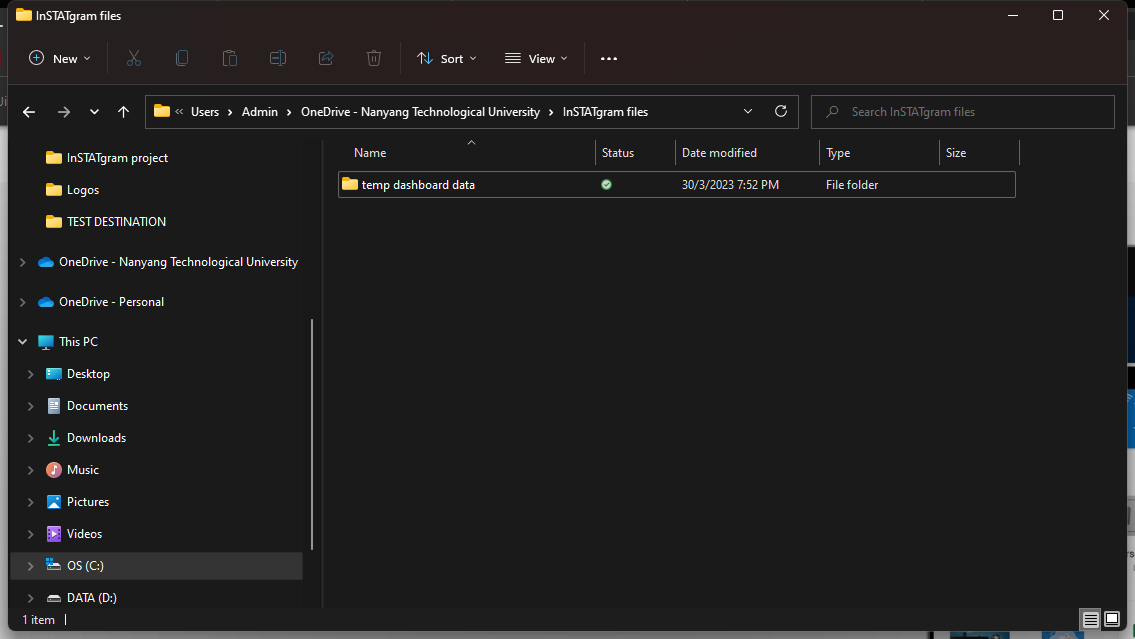 InSTATgram files
New Sort View
« Users > Admin > OneDrive - Nanyang Technological University > InSTATgram files
Search InSTATgram files
InSTATgram project
Logos
TEST DESTINATION
OneDrive - Nanyang Technological University
OneDrive - Personal
This PC
Desktop
Documents
Downloads
Music
Pictures
Videos
OS (C:)
DATA (D:)
Name Status Date modified Type Size
temp dashboard data 30/3/2023 7:52 PM File folder
1 item